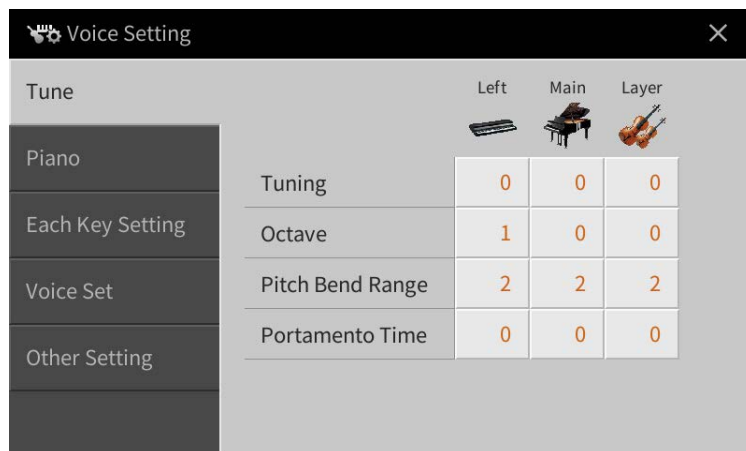 Voice Setting
Tune
Left Main Layer
Piano
Tuning 0 0 0
Each Key Setting
Octave 1 0 0
Voice Set
Pitch Bend Range 2 2 2
Portamento Time 0 0 0
Other Setting